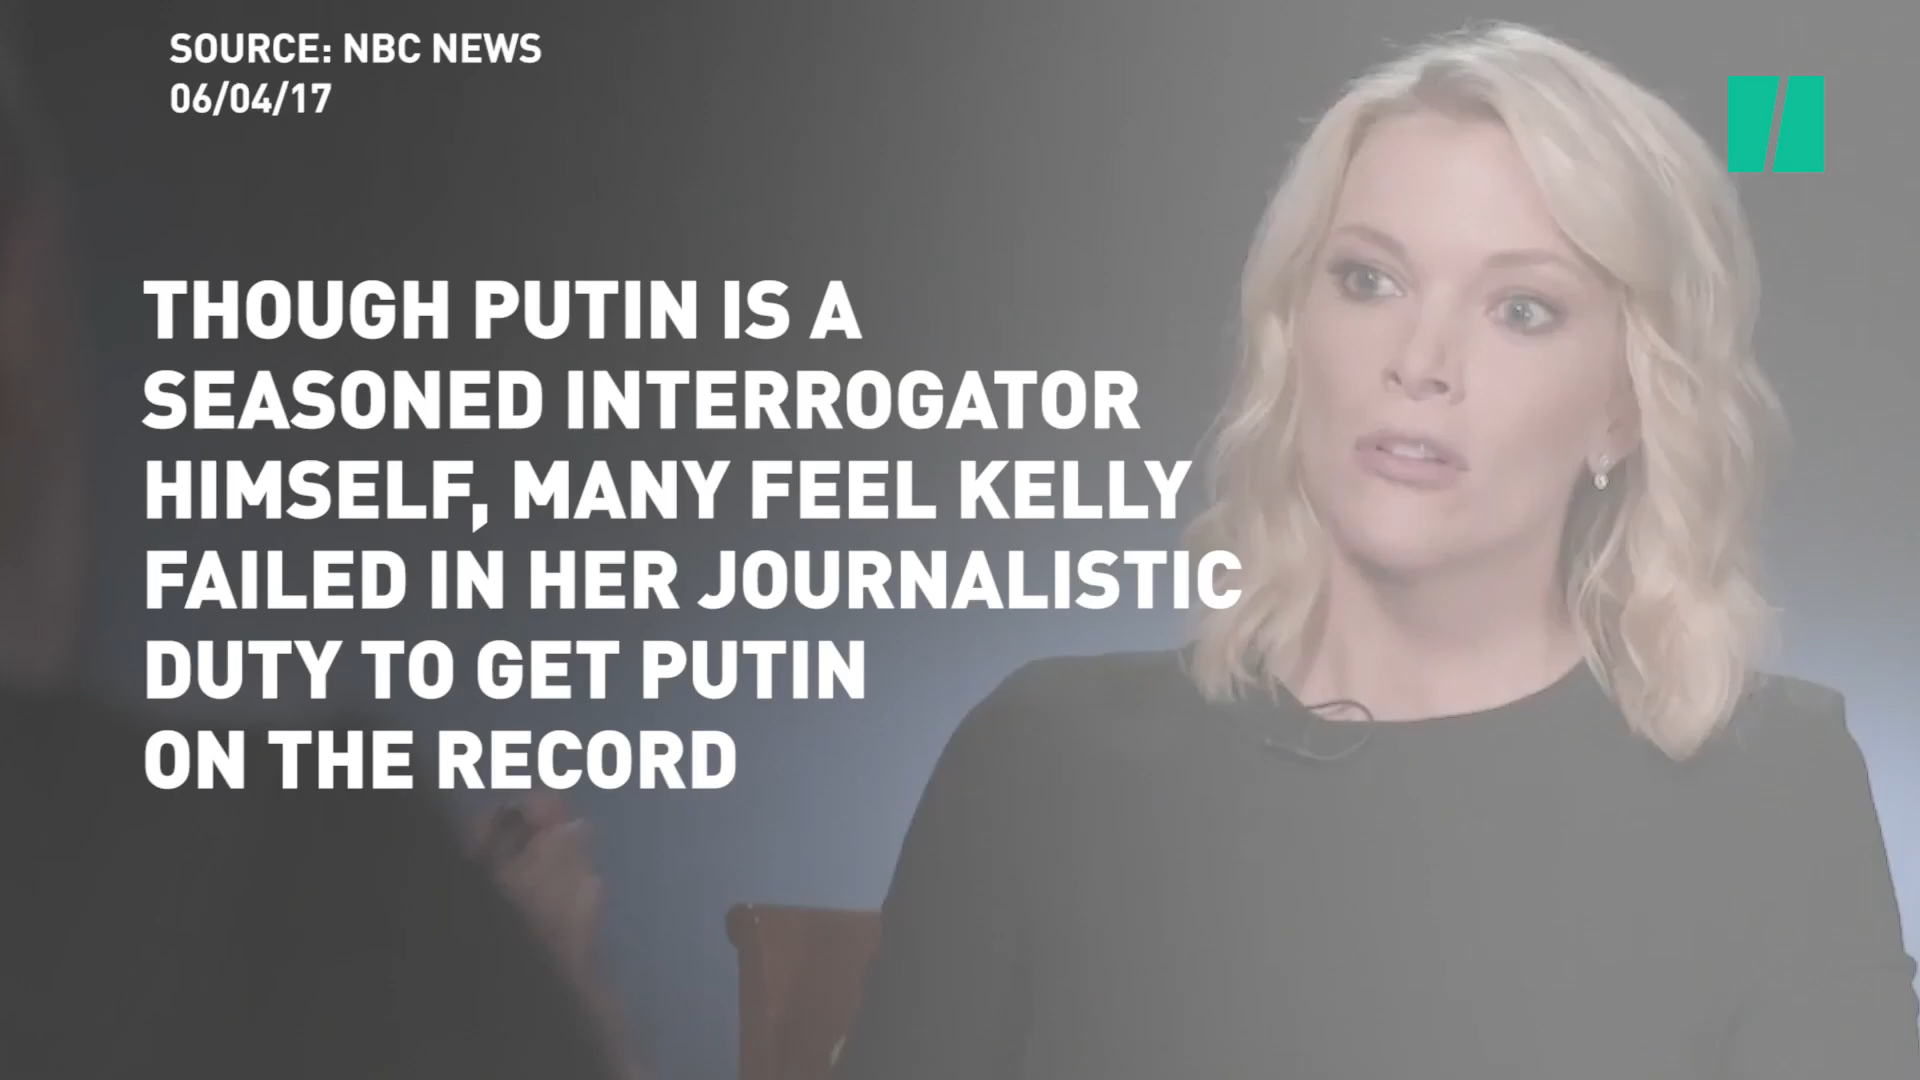 SOURCE: NBC NEWS
06/04/17
THOUGH PUTIN IS A
SEASONED INTERROGATOR
HIMSELF, MANY FEEL KELLY
FAILED IN HER JOURNALISTIC
DUTY TO GET PUTIN
ON THE RECORD